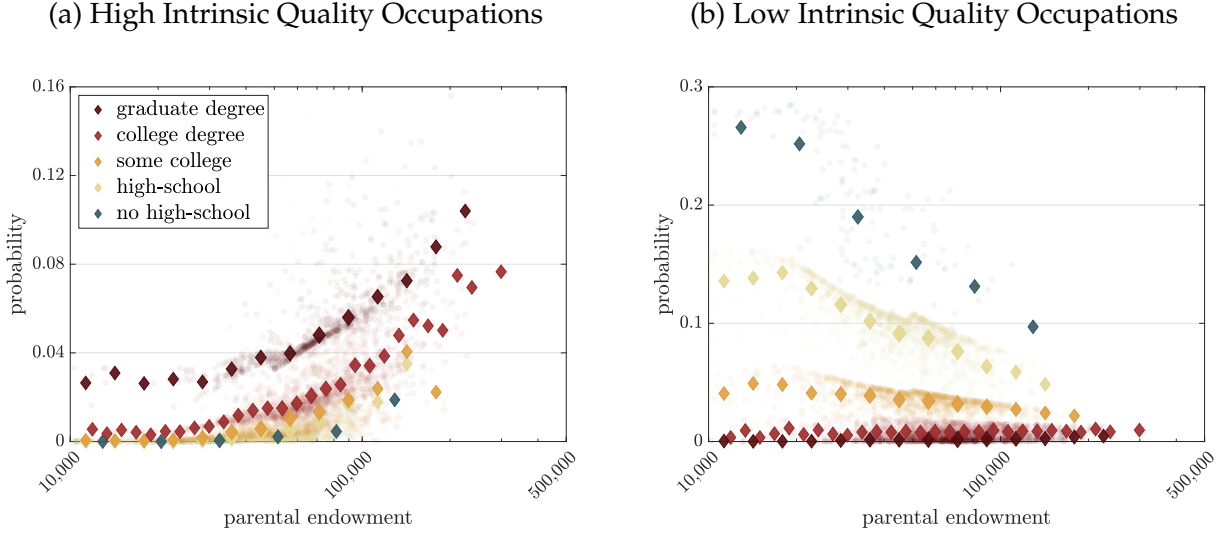 (a) High Intrinsic Quality Occupations
0.16
0.12
0.08
0.04
0
probability
graduate degree
college degree
some college
high-school
no high-school
10,000
100,000
500,000
parental endowment
(b) Low Intrinsic Quality Occupations
0.3
0.2
0.1
0
probability
10,000
100,000
500,000
parental endowment